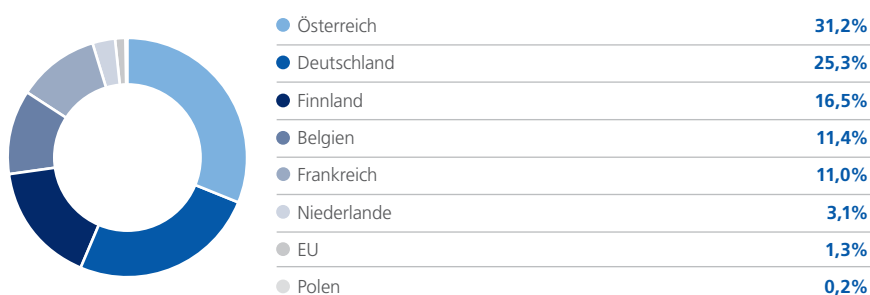 Österreich 31,2%
Deutschland 25,3%
Finnland 16,5%
Belgien 11,4%
Frankreich 11,0%
Niederlande 3,1%
EU 1,3%
Polen 0,2%